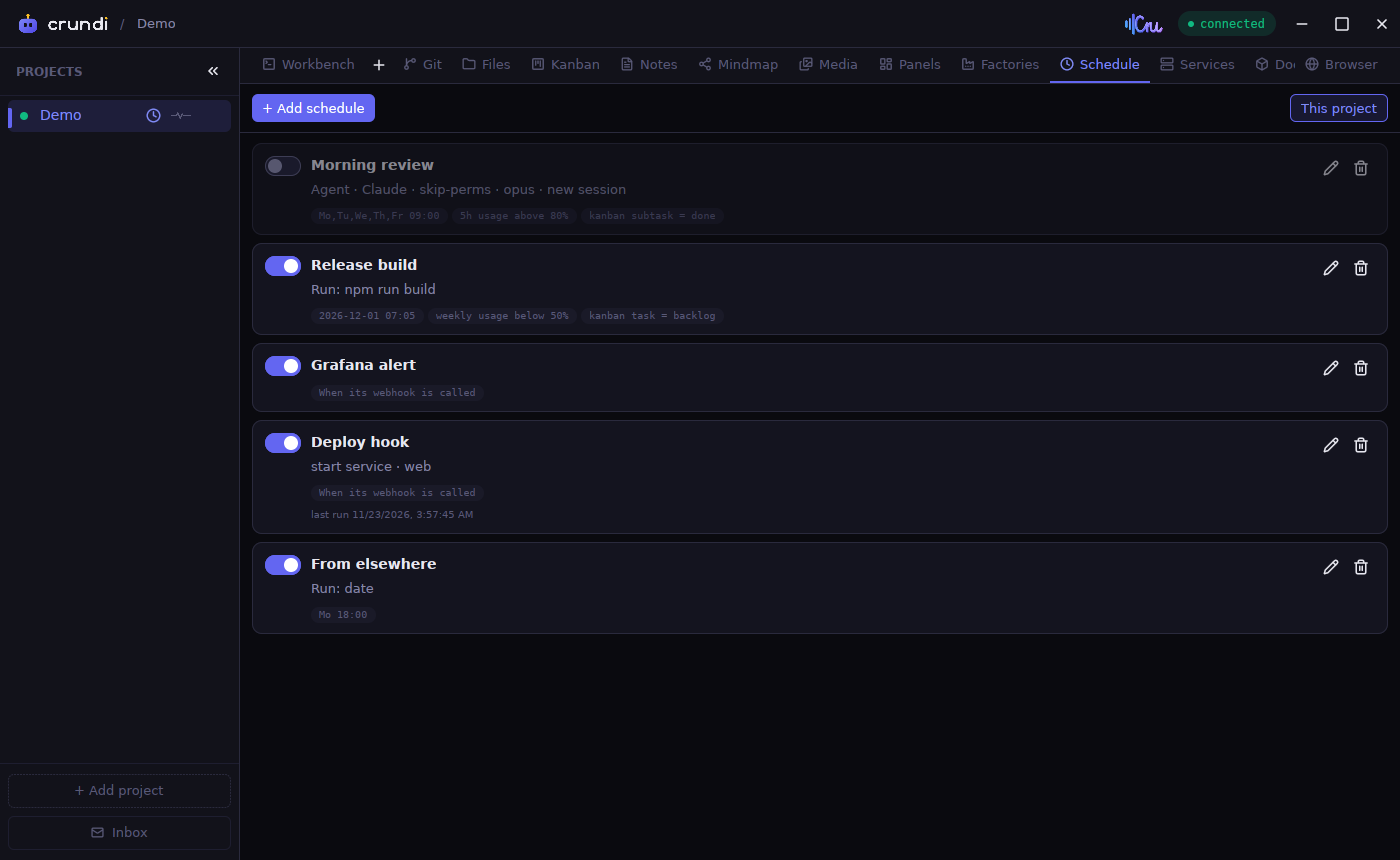 crundi / Demo
Cru
connected
PROJECTS
Workbench
Git
Files
Kanban
Notes
Mindmap
Media
Panels
Factories
Schedule
Services
Browser
Demo
+ Add schedule
This project
Morning review
Agent · Claude · skip-perms · opus · new session
Mo,Tu,We,Th,Fr 09:00
5h usage above 80%
kanban subtask = done
Release build
Run: npm run build
2026-12-01 07:05
weekly usage below 50%
kanban task = backlog
Grafana alert
When its webhook is called
Deploy hook
start service · web
When its webhook is called
last run 11/23/2026, 3:57:45 AM
From elsewhere
Run: date
Mo 18:00
+ Add project
Inbox